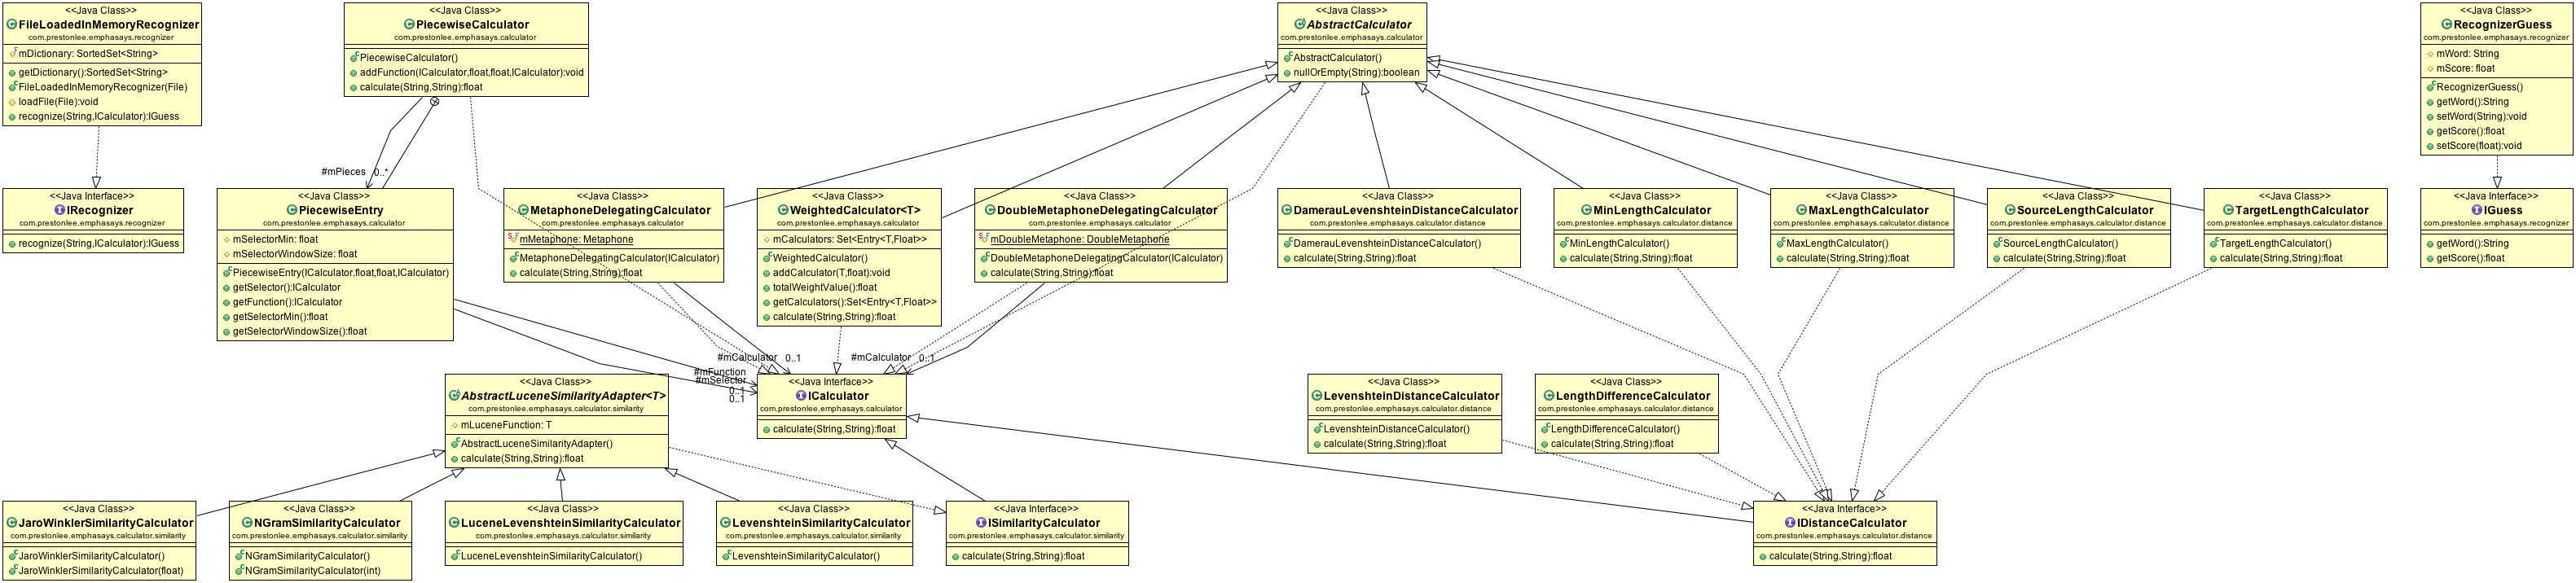 <<Java Class>>
FileLoadedInMemoryRecognizer
com.prestonlee.emphasays.recognizer
mDictionary: SortedSet<String>
getDictionary():SortedSet<String>
FileLoadedInMemoryRecognizer(File)
loadFile(File):void
recognize(String,ICalculator):IGuess
<<Java Class>>
PiecewiseCalculator
com.prestonlee.emphasays.calculator
PiecewiseCalculator()
addFunction(ICalculator,float,float,ICalculator):void
calculate(String,String):float
<<Java Class>>
AbstractCalculator
com.prestonlee.emphasays.calculator
AbstractCalculator()
nullOrEmpty(String):boolean
<<Java Class>>
RecognizerGuess
com.prestonlee.emphasays.recognizer
mWord: String
mScore: float
RecognizerGuess()
getWord():String
setWord(String):void
getScore():float
setScore(float):void
#mPieces 0..*
<<Java Interface>>
IRecognizer
com.prestonlee.emphasays.recognizer
recognize(String,ICalculator):IGuess
<<Java Class>>
PiecewiseEntry
com.prestonlee.emphasays.calculator
mSelectorMin: float
mSelectorWindowSize: float
PiecewiseEntry(ICalculator,float,float,ICalculator)
getSelector():ICalculator
getFunction():ICalculator
getSelectorMin():float
getSelectorWindowSize():float
<<Java Class>>
MetaphoneDelegatingCalculator
com.prestonlee.emphasays.calculator
mMetaphone: Metaphone
MetaphoneDelegatingCalculator(ICalculator)
calculate(String,String):float
<<Java Class>>
WeightedCalculator<T>
com.prestonlee.emphasays.calculator
mCalculators: Set<Entry<T,Float>>
WeightedCalculator()
addCalculator(T,float):void
totalWeightValue():float
getCalculators():Set<Entry<T,Float>>
calculate(String,String):float
<<Java Class>>
DoubleMetaphoneDelegatingCalculator
com.prestonlee.emphasays.calculator
mDoubleMetaphone: DoubleMetaphone
DoubleMetaphoneDelegatingCalculator(ICalculator)
calculate(String,String):float
<<Java Class>>
DamerauLevenshteinDistanceCalculator
com.prestonlee.emphasays.calculator.distance
DamerauLevenshteinDistanceCalculator()
calculate(String,String):float
<<Java Class>>
MinLengthCalculator
com.prestonlee.emphasays.calculator.distance
MinLengthCalculator()
calculate(String,String):float
<<Java Class>>
MaxLengthCalculator
com.prestonlee.emphasays.calculator.distance
MaxLengthCalculator()
calculate(String,String):float
<<Java Class>>
SourceLengthCalculator
com.prestonlee.emphasays.calculator.distance
SourceLengthCalculator()
calculate(String,String):float
<<Java Class>>
TargetLengthCalculator
com.prestonlee.emphasays.calculator.distance
TargetLengthCalculator()
calculate(String,String):float
<<Java Interface>>
IGuess
com.prestonlee.emphasays.recognizer
getWord():String
getScore():float
#mCalculator 0..1
#mCalculator 0..1
#mFunction
#mSelector
0..1
0..1
<<Java Class>>
AbstractLuceneSimilarityAdapter<T>
com.prestonlee.emphasays.calculator.similarity
mLuceneFunction: T
AbstractLuceneSimilarityAdapter()
calculate(String,String):float
<<Java Interface>>
ICalculator
com.prestonlee.emphasays.calculator
calculate(String,String):float
<<Java Class>>
LevenshteinDistanceCalculator
com.prestonlee.emphasays.calculator.distance
LevenshteinDistanceCalculator()
calculate(String,String):float
<<Java Class>>
LengthDifferenceCalculator
com.prestonlee.emphasays.calculator.distance
LengthDifferenceCalculator()
calculate(String,String):float
<<Java Class>>
JaroWinklerSimilarityCalculator
com.prestonlee.emphasays.calculator.similarity
JaroWinklerSimilarityCalculator()
JaroWinklerSimilarityCalculator(float)
<<Java Class>>
NGramSimilarityCalculator
com.prestonlee.emphasays.calculator.similarity
NGramSimilarityCalculator()
NGramSimilarityCalculator(int)
<<Java Class>>
LuceneLevenshteinSimilarityCalculator
com.prestonlee.emphasays.calculator.similarity
LuceneLevenshteinSimilarityCalculator()
<<Java Class>>
LevenshteinSimilarityCalculator
com.prestonlee.emphasays.calculator.similarity
LevenshteinSimilarityCalculator()
<<Java Interface>>
ISimilarityCalculator
com.prestonlee.emphasays.calculator.similarity
calculate(String,String):float
<<Java Interface>>
IDistanceCalculator
com.prestonlee.emphasays.calculator.distance
calculate(String,String):float